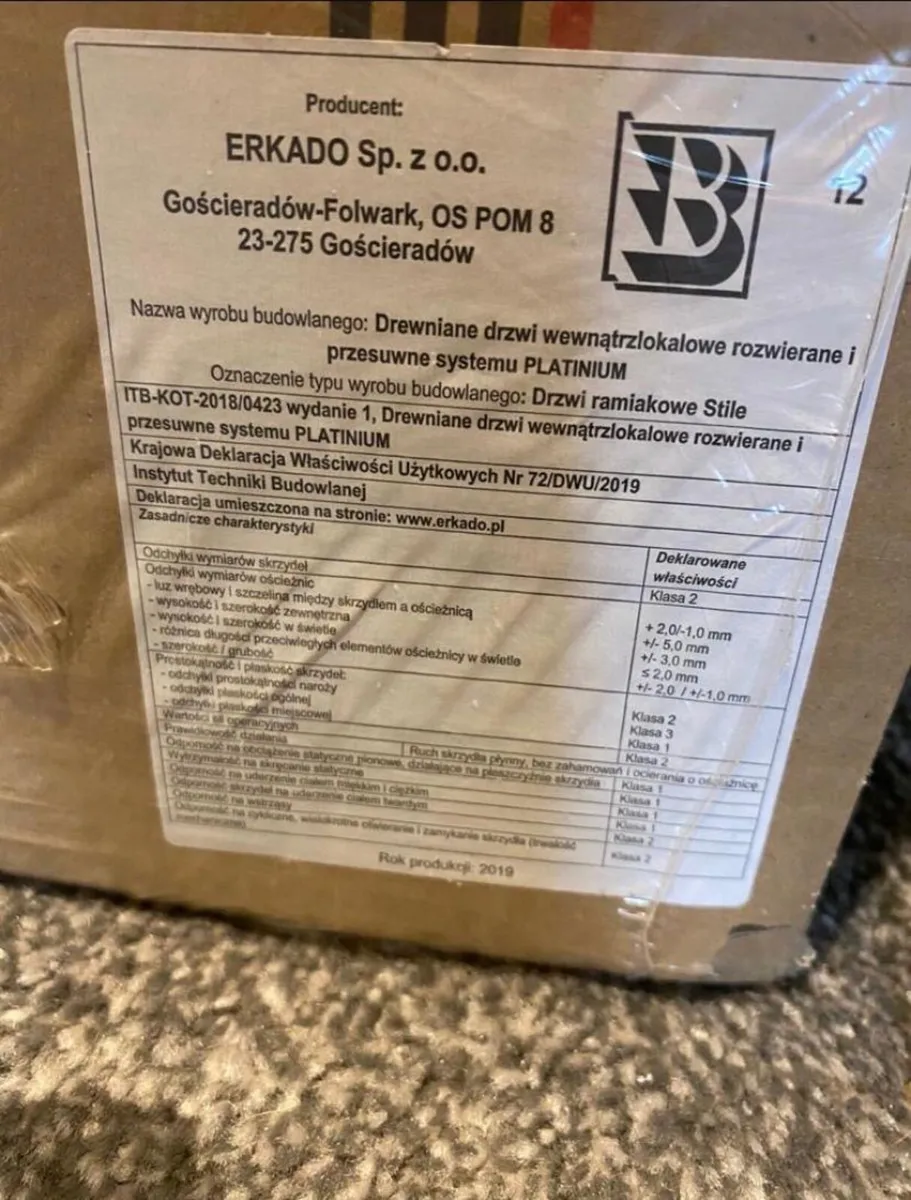 Producent:
ERKADO Sp. z o.o.
Gościeradów-Folwark, OS POM 8
23-275 Gościeradów
B
12
Nazwa wyrobu budowlanego: Drewniane drzwi wewnątrzlokalowe rozwierane i
przesuwne systemu PLATINIUM
Oznaczenie typu wyrobu budowlanego: Drzwi ramiakowe Stile
ITB-KOT-2018/0423 wydanie 1, Drewniane drzwi wewnątrzlokalowe rozwierane i
przesuwne systemu PLATINIUM
Krajowa Deklaracja Właściwości Użytkowych Nr 72/DWU/2019
Instytut Techniki Budowlanej
Deklaracja umieszczona na stronie: www.erkado.pl
Zasadnicze charakterystyki
Deklarowane
właściwości
Odchyłki wymiarów skrzydeł
Klasa 2
Odchyłki wymiarów ościeżnic
- luz wrębowy i szczelina między skrzydłem a ościeżnicą
+ 2,0/-1,0 mm
- wysokość i szerokość zewnętrzna
+/- 5,0 mm
- wysokość i szerokość w świetle
+/- 3,0 mm
- różnica długości przeciwległych elementów ościeżnicy w świetle
≤ 2,0 mm
- szerokość / grubość
+/- 2,0 / +/-1,0 mm
Prostokątność i płaskość skrzydeł:
- odchyłki prostokątności naroży
Klasa 2
- odchyłki płaskości ogólnej
Klasa 3
- odchyłki płaskości miejscowej
Klasa 1
Wartości sił operacyjnych
Klasa 2
Prawidłowość działania
Ruch skrzydła płynny, bez zahamowań i ocierania o ościeżnicę
Odporność na obciążenie statyczne pionowe, działające na płaszczyźnie skrzydła
Klasa 1
Wytrzymałość na skręcanie statyczne
Klasa 1
Odporność na uderzenie ciałem miękkim i ciężkim
Klasa 1
Odporność skrzydeł na uderzenie ciałem twardym
Klasa 1
Odporność na wstrząsy
Klasa 2
Odporność na cykliczne, wielokrotne otwieranie i zamykanie skrzydła (trwałość
mechaniczna)
Klasa 2
Rok produkcji: 2019